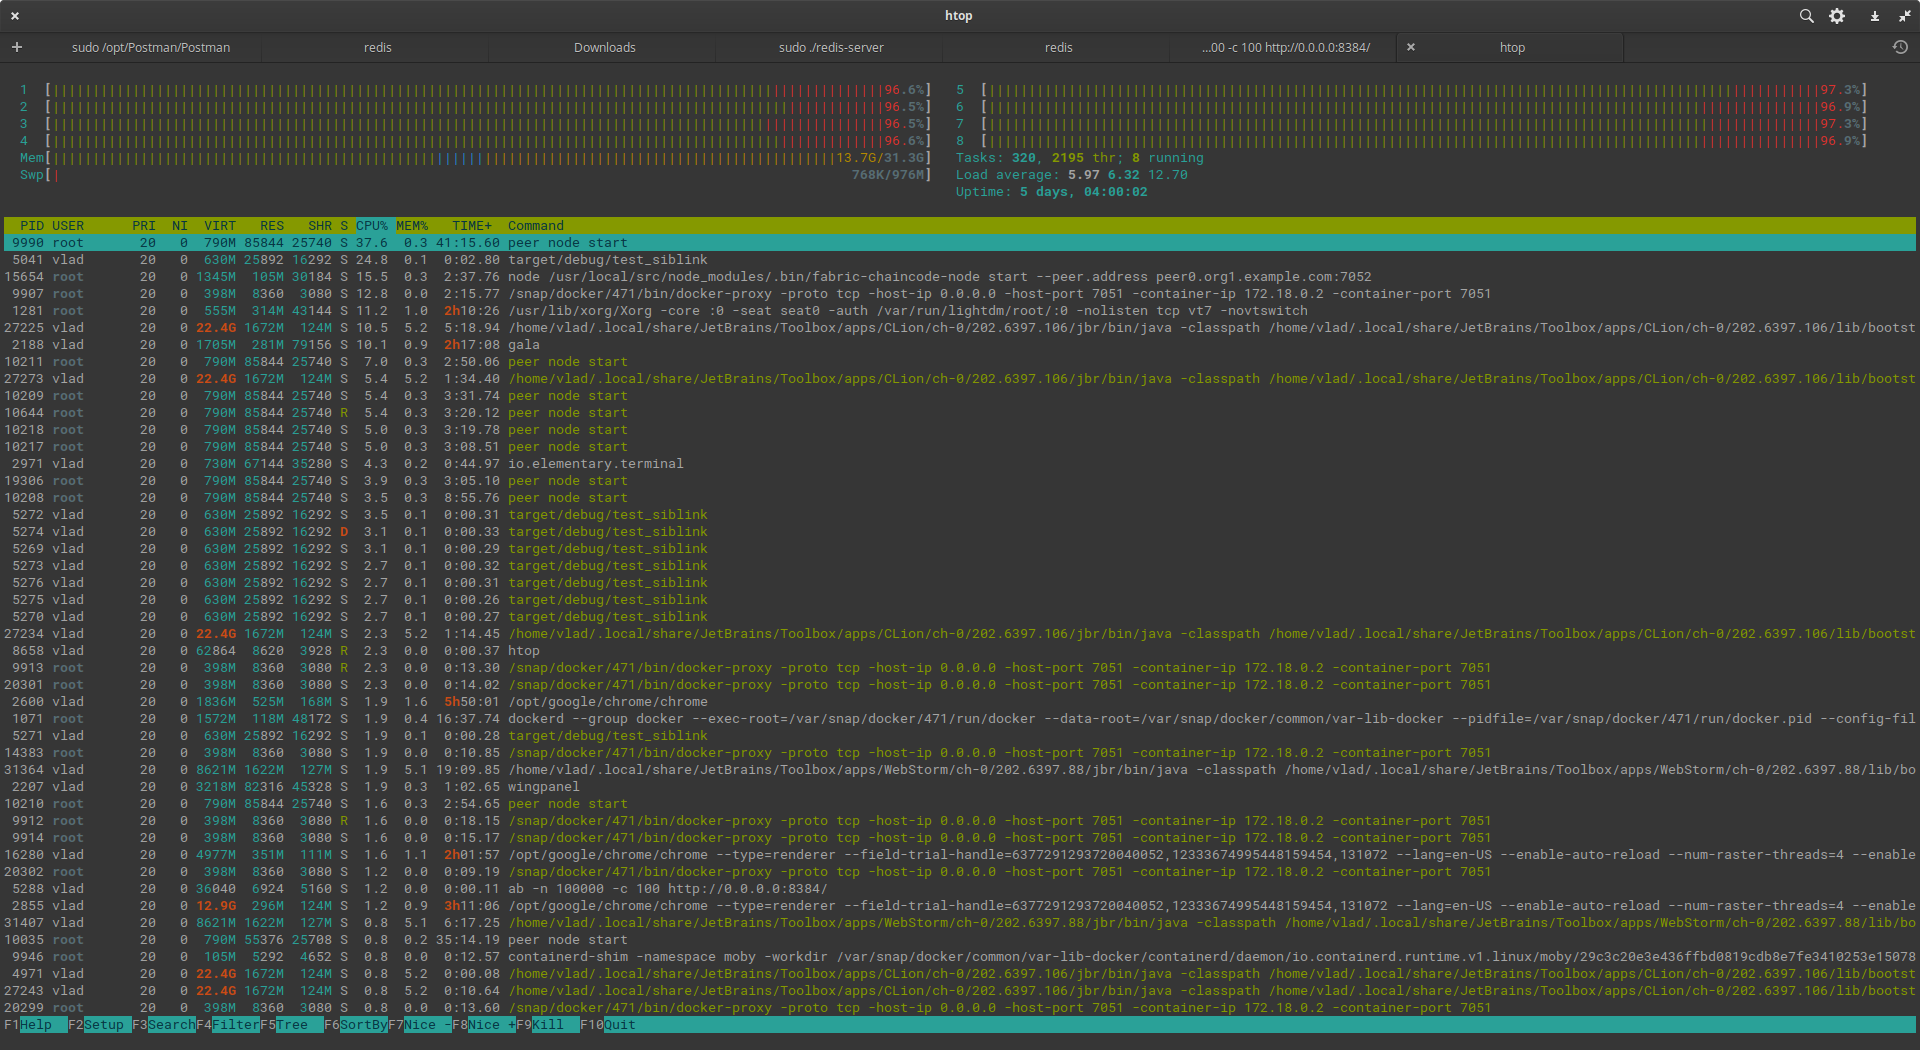 htop
sudo /opt/Postman/Postman redis Downloads sudo ./redis-server redis ...00 -c 100 http://0.0.0.0:8384/ htop
1 [96.6%] 5 [97.3%]
2 [96.5%] 6 [96.9%]
3 [96.5%] 7 [97.3%]
4 [96.6%] 8 [96.9%]
Mem[13.7G/31.3G] Tasks: 320, 2195 thr; 8 running
Swp[768K/976M] Load average: 5.97 6.32 12.70
Uptime: 5 days, 04:00:02
PID USER PRI NI VIRT RES SHR S CPU% MEM% TIME+ Command
9990 root 20 0 790M 85844 25740 S 37.6 0.3 41:15.60 peer node start
5041 vlad 20 0 630M 25892 16292 S 24.8 0.1 0:02.80 target/debug/test_siblink
15654 root 20 0 1345M 105M 30184 S 15.5 0.3 2:37.76 node /usr/local/src/node_modules/.bin/fabric-chaincode-node start --peer.address peer0.org1.example.com:7052
9907 root 20 0 398M 8360 3080 S 12.8 0.0 2:15.77 /snap/docker/471/bin/docker-proxy -proto tcp -host-ip 0.0.0.0 -host-port 7051 -container-ip 172.18.0.2 -container-port 7051
1281 root 20 0 555M 314M 43144 S 11.2 1.0 2h10:26 /usr/lib/xorg/Xorg -core :0 -seat seat0 -auth /var/run/lightdm/root/:0 -nolisten tcp vt7 -novtswitch
27225 vlad 20 0 22.4G 1672M 124M S 10.5 5.2 5:18.94 /home/vlad/.local/share/JetBrains/Toolbox/apps/CLion/ch-0/202.6397.106/jbr/bin/java -classpath /home/vlad/.local/share/JetBrains/Toolbox/apps/CLion/ch-0/202.6397.106/lib/bootst
2188 vlad 20 0 1705M 281M 79156 S 10.1 0.9 2h17:08 gala
10211 root 20 0 790M 85844 25740 S 7.0 0.3 2:50.06 peer node start
27273 vlad 20 0 22.4G 1672M 124M S 5.4 5.2 1:34.40 /home/vlad/.local/share/JetBrains/Toolbox/apps/CLion/ch-0/202.6397.106/jbr/bin/java -classpath /home/vlad/.local/share/JetBrains/Toolbox/apps/CLion/ch-0/202.6397.106/lib/bootst
10209 root 20 0 790M 85844 25740 S 5.4 0.3 3:31.74 peer node start
10644 root 20 0 790M 85844 25740 R 5.4 0.3 3:20.12 peer node start
10218 root 20 0 790M 85844 25740 S 5.0 0.3 3:19.78 peer node start
10217 root 20 0 790M 85844 25740 S 5.0 0.3 3:08.51 peer node start
2971 vlad 20 0 730M 67144 35280 S 4.3 0.2 0:44.97 io.elementary.terminal
19306 root 20 0 790M 85844 25740 S 3.9 0.3 3:05.10 peer node start
10208 root 20 0 790M 85844 25740 S 3.5 0.3 8:55.76 peer node start
5272 vlad 20 0 630M 25892 16292 S 3.5 0.1 0:00.31 target/debug/test_siblink
5274 vlad 20 0 630M 25892 16292 D 3.1 0.1 0:00.33 target/debug/test_siblink
5269 vlad 20 0 630M 25892 16292 S 3.1 0.1 0:00.29 target/debug/test_siblink
5273 vlad 20 0 630M 25892 16292 S 2.7 0.1 0:00.32 target/debug/test_siblink
5276 vlad 20 0 630M 25892 16292 S 2.7 0.1 0:00.31 target/debug/test_siblink
5275 vlad 20 0 630M 25892 16292 S 2.7 0.1 0:00.26 target/debug/test_siblink
5270 vlad 20 0 630M 25892 16292 S 2.7 0.1 0:00.27 target/debug/test_siblink
27234 vlad 20 0 22.4G 1672M 124M S 2.3 5.2 1:14.45 /home/vlad/.local/share/JetBrains/Toolbox/apps/CLion/ch-0/202.6397.106/jbr/bin/java -classpath /home/vlad/.local/share/JetBrains/Toolbox/apps/CLion/ch-0/202.6397.106/lib/bootst
8658 vlad 20 0 62864 8620 3928 R 2.3 0.0 0:00.37 htop
9913 root 20 0 398M 8360 3080 R 2.3 0.0 0:13.30 /snap/docker/471/bin/docker-proxy -proto tcp -host-ip 0.0.0.0 -host-port 7051 -container-ip 172.18.0.2 -container-port 7051
20301 root 20 0 398M 8360 3080 S 2.3 0.0 0:14.02 /snap/docker/471/bin/docker-proxy -proto tcp -host-ip 0.0.0.0 -host-port 7051 -container-ip 172.18.0.2 -container-port 7051
2600 vlad 20 0 1836M 525M 168M S 1.9 1.6 5h50:01 /opt/google/chrome/chrome
1071 root 20 0 1572M 118M 48172 S 1.9 0.4 16:37.74 dockerd --group docker --exec-root=/var/snap/docker/471/run/docker --data-root=/var/snap/docker/common/var-lib-docker --pidfile=/var/snap/docker/471/run/docker.pid --config-fil
5271 vlad 20 0 630M 25892 16292 S 1.9 0.1 0:00.28 target/debug/test_siblink
14383 root 20 0 398M 8360 3080 S 1.9 0.0 0:10.85 /snap/docker/471/bin/docker-proxy -proto tcp -host-ip 0.0.0.0 -host-port 7051 -container-ip 172.18.0.2 -container-port 7051
31364 vlad 20 0 8621M 1622M 127M S 1.9 5.1 19:09.85 /home/vlad/.local/share/JetBrains/Toolbox/apps/WebStorm/ch-0/202.6397.88/jbr/bin/java -classpath /home/vlad/.local/share/JetBrains/Toolbox/apps/WebStorm/ch-0/202.6397.88/lib/bo
2207 vlad 20 0 3218M 82316 45328 S 1.9 0.3 1:02.65 wingpanel
10210 root 20 0 790M 85844 25740 S 1.6 0.3 2:54.65 peer node start
9912 root 20 0 398M 8360 3080 R 1.6 0.0 0:18.15 /snap/docker/471/bin/docker-proxy -proto tcp -host-ip 0.0.0.0 -host-port 7051 -container-ip 172.18.0.2 -container-port 7051
9914 root 20 0 398M 8360 3080 S 1.6 0.0 0:15.17 /snap/docker/471/bin/docker-proxy -proto tcp -host-ip 0.0.0.0 -host-port 7051 -container-ip 172.18.0.2 -container-port 7051
16280 vlad 20 0 4977M 351M 111M S 1.6 1.1 2h01:57 /opt/google/chrome/chrome --type=renderer --field-trial-handle=6377291293720040052,12333674995448159454,131072 --lang=en-US --enable-auto-reload --num-raster-threads=4 --enable
20302 root 20 0 398M 8360 3080 S 1.2 0.0 0:09.19 /snap/docker/471/bin/docker-proxy -proto tcp -host-ip 0.0.0.0 -host-port 7051 -container-ip 172.18.0.2 -container-port 7051
5288 vlad 20 0 36040 6924 5160 S 1.2 0.0 0:00.11 ab -n 100000 -c 100 http://0.0.0.0:8384/
2855 vlad 20 0 12.9G 296M 124M S 1.2 0.9 3h11:06 /opt/google/chrome/chrome --type=renderer --field-trial-handle=6377291293720040052,12333674995448159454,131072 --lang=en-US --enable-auto-reload --num-raster-threads=4 --enable
31407 vlad 20 0 8621M 1622M 127M S 0.8 5.1 6:17.25 /home/vlad/.local/share/JetBrains/Toolbox/apps/WebStorm/ch-0/202.6397.88/jbr/bin/java -classpath /home/vlad/.local/share/JetBrains/Toolbox/apps/WebStorm/ch-0/202.6397.88/lib/bo
10035 root 20 0 790M 55376 25708 S 0.8 0.2 35:14.19 peer node start
9946 root 20 0 105M 5292 4652 S 0.8 0.0 0:12.57 containerd-shim -namespace moby -workdir /var/snap/docker/common/var-lib-docker/containerd/daemon/io.containerd.runtime.v1.linux/moby/29c3c20e3e436ffbd0819cdb8e7fe3410253e15078
4971 vlad 20 0 22.4G 1672M 124M S 0.8 5.2 0:00.08 /home/vlad/.local/share/JetBrains/Toolbox/apps/CLion/ch-0/202.6397.106/jbr/bin/java -classpath /home/vlad/.local/share/JetBrains/Toolbox/apps/CLion/ch-0/202.6397.106/lib/bootst
27243 vlad 20 0 22.4G 1672M 124M S 0.8 5.2 0:10.64 /home/vlad/.local/share/JetBrains/Toolbox/apps/CLion/ch-0/202.6397.106/jbr/bin/java -classpath /home/vlad/.local/share/JetBrains/Toolbox/apps/CLion/ch-0/202.6397.106/lib/bootst
20299 root 20 0 398M 8360 3080 S 0.8 0.0 0:13.60 /snap/docker/471/bin/docker-proxy -proto tcp -host-ip 0.0.0.0 -host-port 7051 -container-ip 172.18.0.2 -container-port 7051
F1Help F2Setup F3SearchF4FilterF5Tree F6SortByF7Nice -F8Nice +F9Kill F10Quit